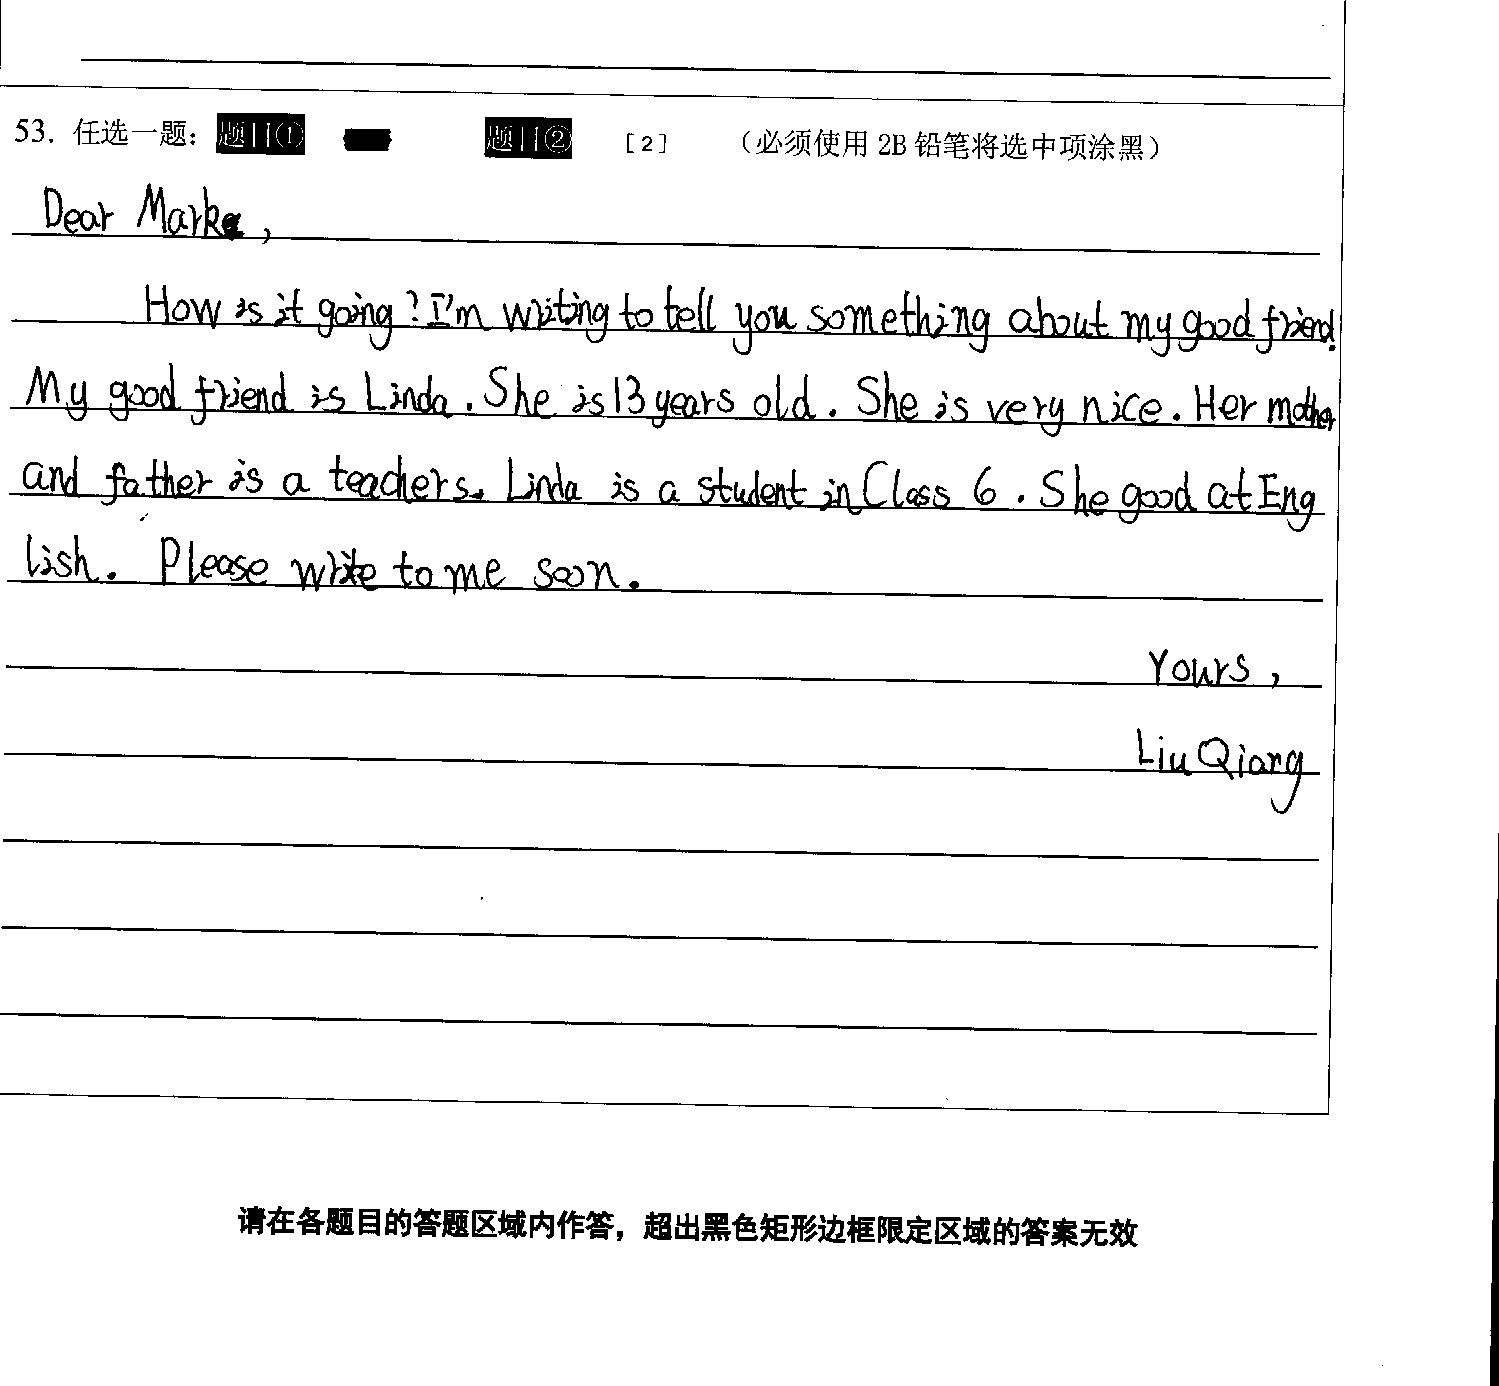 53. 任选一题： 题目① 题目② [2] （必须使用 2B 铅笔将选中项涂黑）
Dear Mark,
How is it going? I'm writing to tell you something about my good friend.
My good friend is Linda. She is 13 years old. She is very nice. Her mother
and father is a teachers. Linda is a student in Class 6. She good at Eng
lish. Please write to me soon.
Yours,
Liu Qiang
请在各题目的答题区域内作答，超出黑色矩形边框限定区域的答案无效